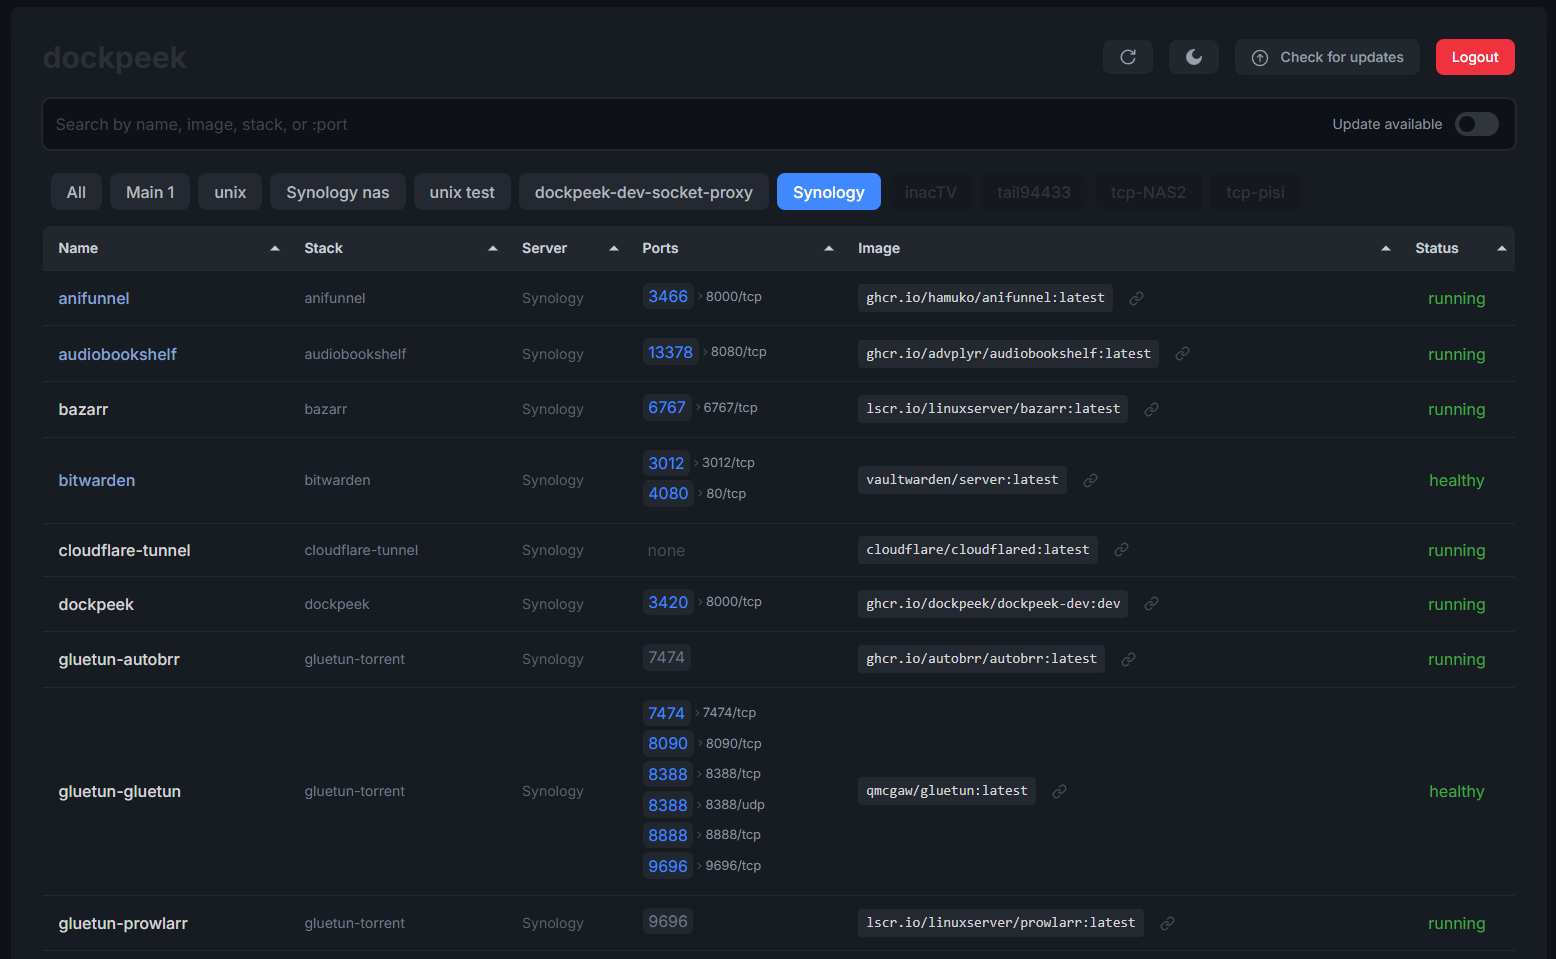 dockpeek
Check for updates
Logout
Search by name, image, stack, or :port
Update available
All Main 1 unix Synology nas unix test dockpeek-dev-socket-proxy Synology inacTV tail94433 tcp-NAS2 tcp-pisi
Name Stack Server Ports Image Status
anifunnel anifunnel Synology 3466 › 8000/tcp ghcr.io/hamuko/anifunnel:latest running
audiobookshelf audiobookshelf Synology 13378 › 8080/tcp ghcr.io/advplyr/audiobookshelf:latest running
bazarr bazarr Synology 6767 › 6767/tcp lscr.io/linuxserver/bazarr:latest running
bitwarden bitwarden Synology 3012 › 3012/tcp vaultwarden/server:latest healthy
4080 › 80/tcp
cloudflare-tunnel cloudflare-tunnel Synology none cloudflare/cloudflared:latest running
dockpeek dockpeek Synology 3420 › 8000/tcp ghcr.io/dockpeek/dockpeek-dev:dev running
gluetun-autobrr gluetun-torrent Synology 7474 ghcr.io/autobrr/autobrr:latest running
gluetun-gluetun gluetun-torrent Synology 7474 › 7474/tcp qmcgaw/gluetun:latest healthy
8090 › 8090/tcp
8388 › 8388/tcp
8388 › 8388/udp
8888 › 8888/tcp
9696 › 9696/tcp
gluetun-prowlarr gluetun-torrent Synology 9696 lscr.io/linuxserver/prowlarr:latest running